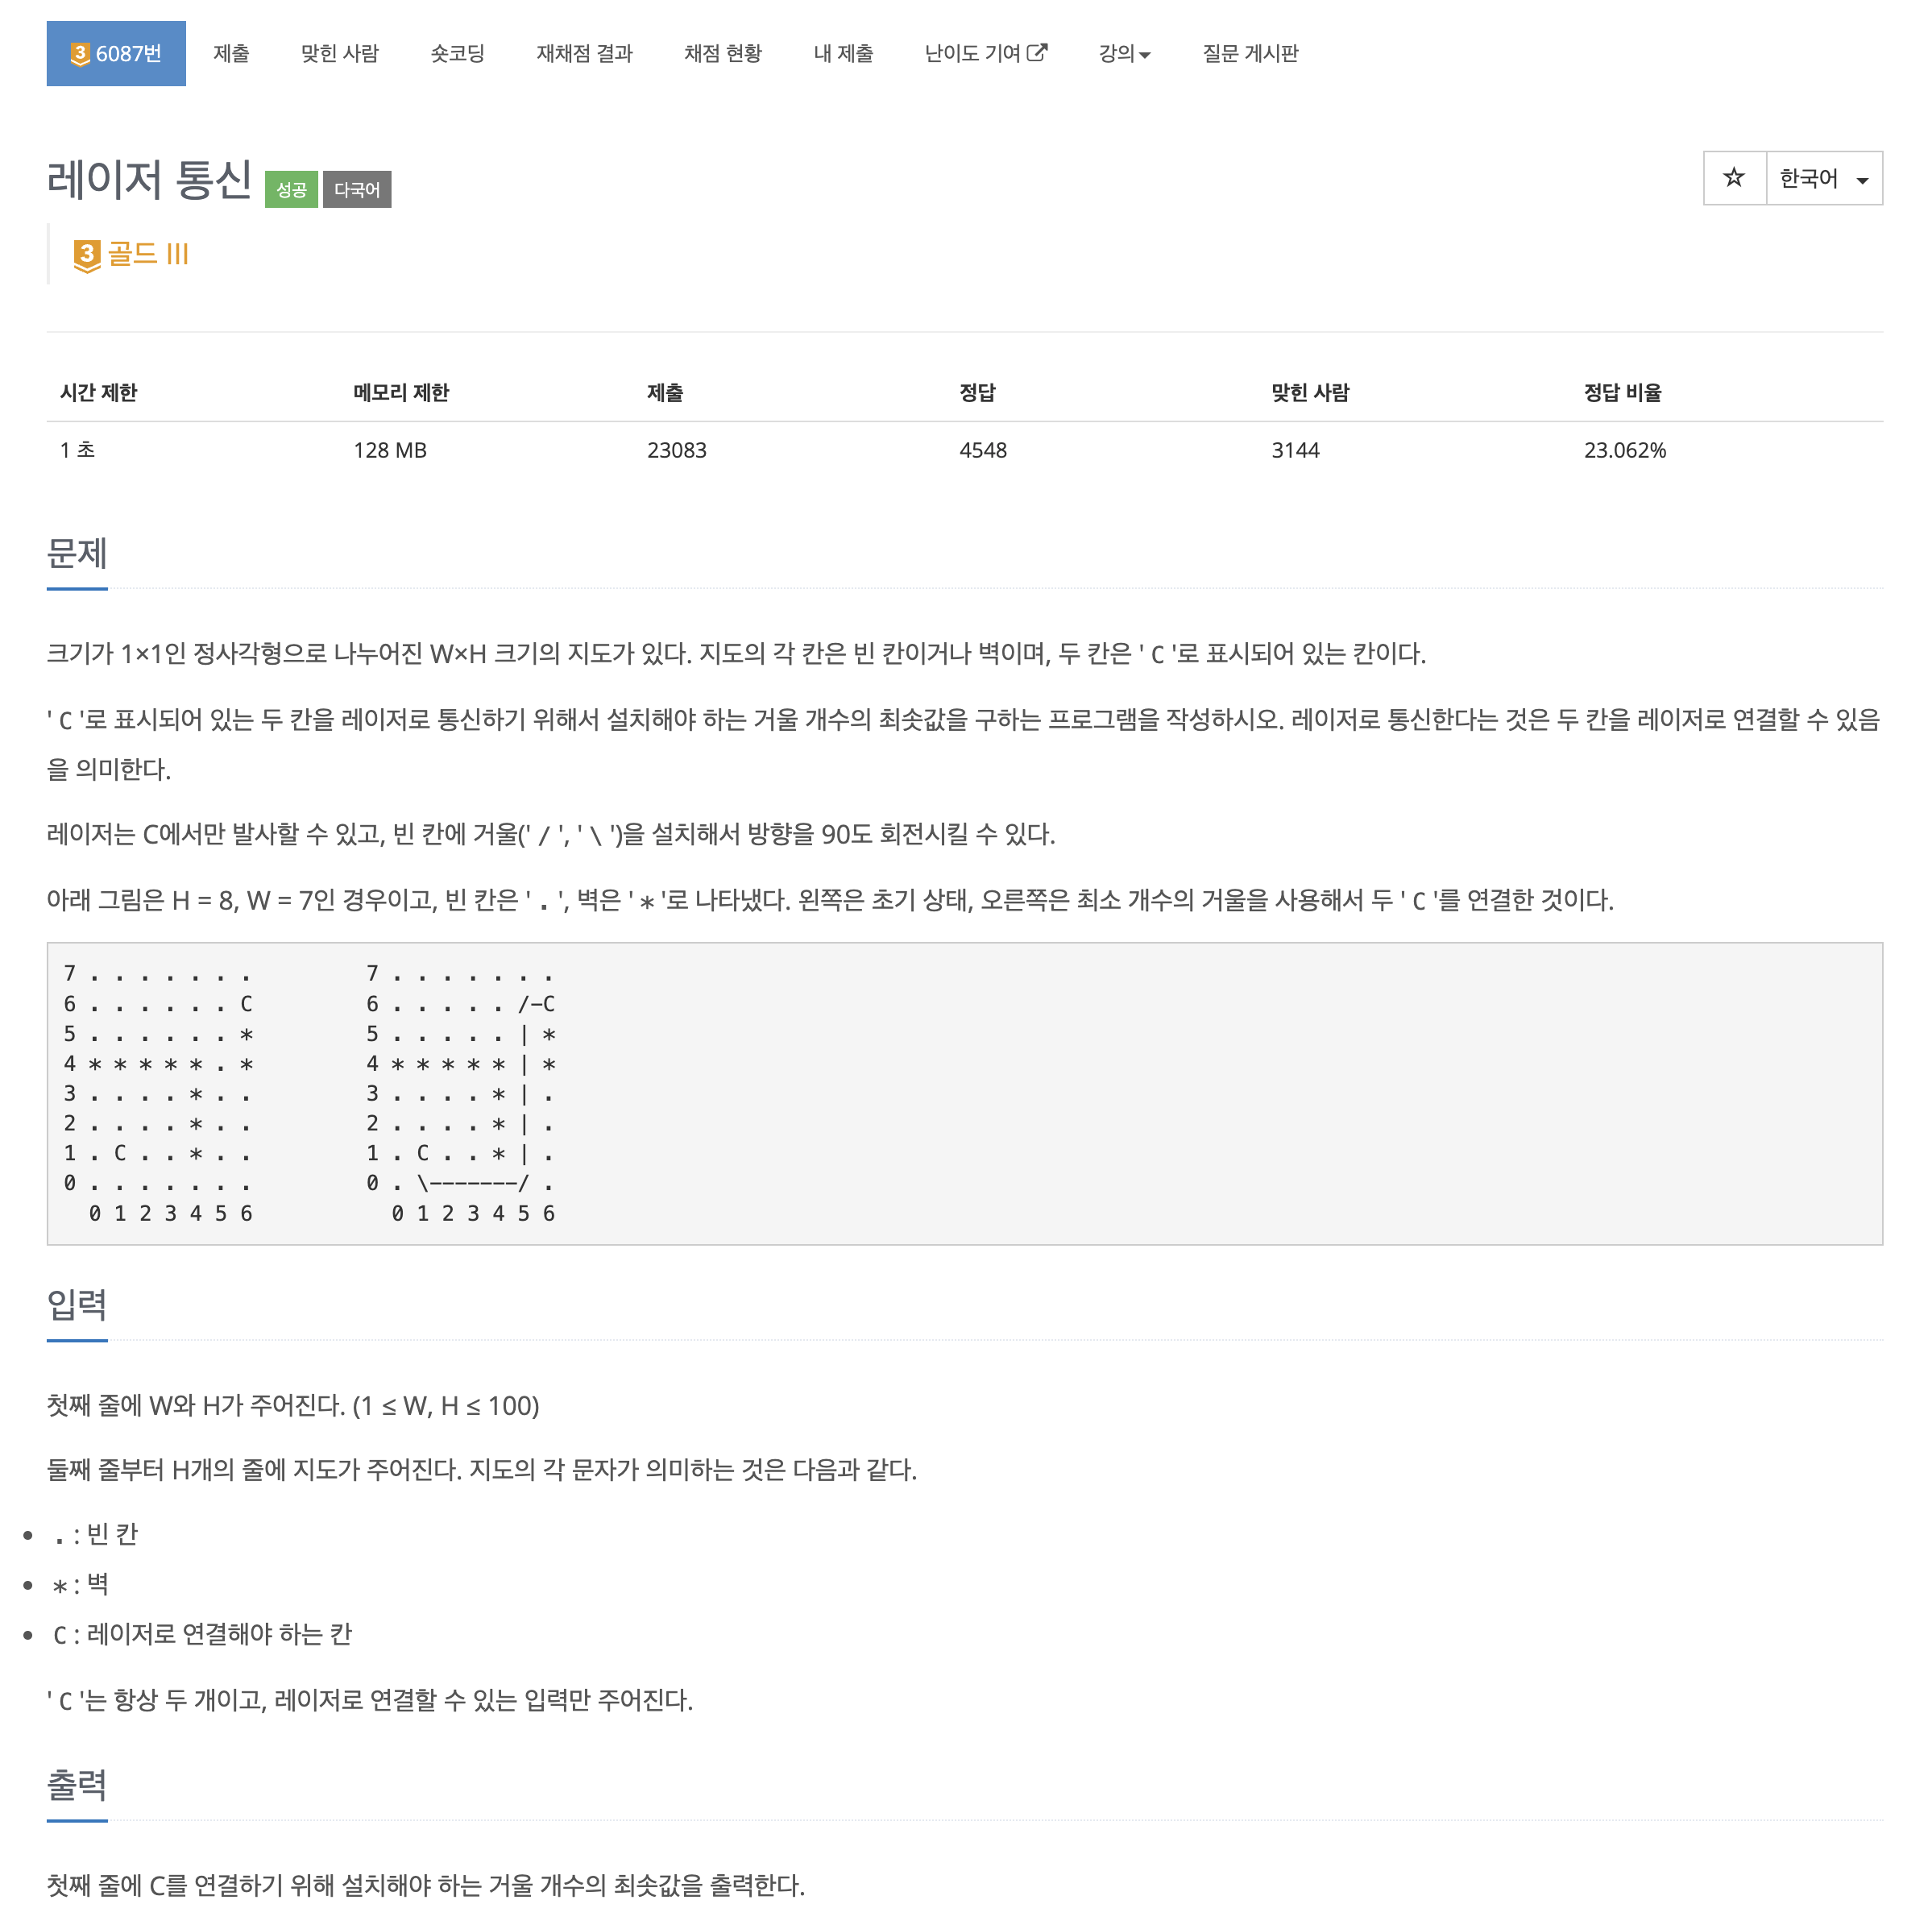 3 6087번 제출 맞힌 사람 숏코딩 재채점 결과 채점 현황 내 제출 난이도 기여 강의 질문 게시판
레이저 통신 성공 다국어 ☆ 한국어
3 골드 III
시간 제한 메모리 제한 제출 정답 맞힌 사람 정답 비율
1 초 128 MB 23083 4548 3144 23.062%
문제
크기가 1×1인 정사각형으로 나누어진 W×H 크기의 지도가 있다. 지도의 각 칸은 빈 칸이거나 벽이며, 두 칸은 ' C '로 표시되어 있는 칸이다.
' C '로 표시되어 있는 두 칸을 레이저로 통신하기 위해서 설치해야 하는 거울 개수의 최솟값을 구하는 프로그램을 작성하시오. 레이저로 통신한다는 것은 두 칸을 레이저로 연결할 수 있음
을 의미한다.
레이저는 C에서만 발사할 수 있고, 빈 칸에 거울(' / ', ' \ ')을 설치해서 방향을 90도 회전시킬 수 있다.
아래 그림은 H = 8, W = 7인 경우이고, 빈 칸은 ' . ', 벽은 ' * '로 나타냈다. 왼쪽은 초기 상태, 오른쪽은 최소 개수의 거울을 사용해서 두 ' C '를 연결한 것이다.
7 . . . . . . .         7 . . . . . . .
6 . . . . . . C         6 . . . . . /-C
5 . . . . . . *         5 . . . . . | *
4 * * * * * . *         4 * * * * * | *
3 . . . . * . .         3 . . . . * | .
2 . . . . * . .         2 . . . . * | .
1 . C . . * . .         1 . C . . * | .
0 . . . . . . .         0 . \-------/ .
  0 1 2 3 4 5 6           0 1 2 3 4 5 6
입력
첫째 줄에 W와 H가 주어진다. (1 ≤ W, H ≤ 100)
둘째 줄부터 H개의 줄에 지도가 주어진다. 지도의 각 문자가 의미하는 것은 다음과 같다.
• . : 빈 칸
• * : 벽
• C : 레이저로 연결해야 하는 칸
' C '는 항상 두 개이고, 레이저로 연결할 수 있는 입력만 주어진다.
출력
첫째 줄에 C를 연결하기 위해 설치해야 하는 거울 개수의 최솟값을 출력한다.